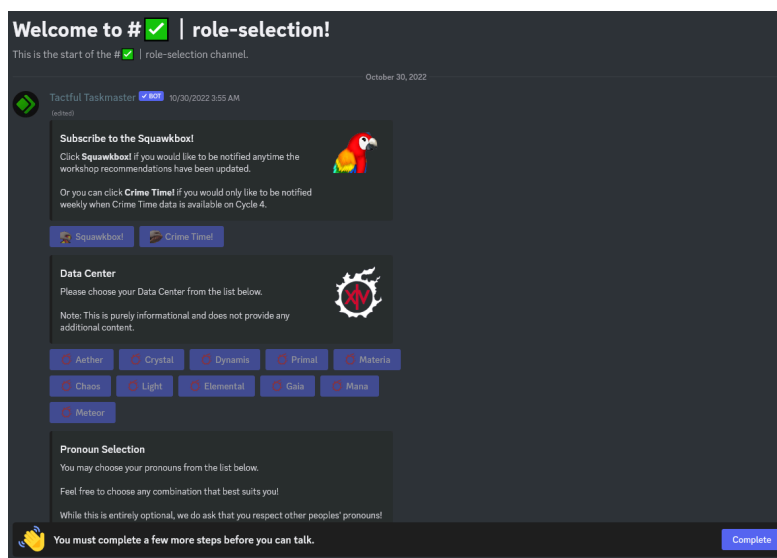 Welcome to #✅ | role-selection!
This is the start of the #✅ | role-selection channel.
October 30, 2022
Tactful Taskmaster ✔ BOT 10/30/2022 3:55 AM
(edited)
Subscribe to the Squawkbox!
Click Squawkbox! if you would like to be notified anytime the
workshop recommendations have been updated.
Or you can click Crime Time! if you would only like to be notified
weekly when Crime Time data is available on Cycle 4.
Squawkbox! Crime Time!
Data Center
XIV
Please choose your Data Center from the list below.
Note: This is purely informational and does not provide any
additional content.
Aether Crystal Dynamis Primal Materia
Chaos Light Elemental Gaia Mana
Meteor
Pronoun Selection
You may choose your pronouns from the list below.
Feel free to choose any combination that best suits you!
While this is entirely optional, we do ask that you respect other peoples' pronouns!
You must complete a few more steps before you can talk.
Complete